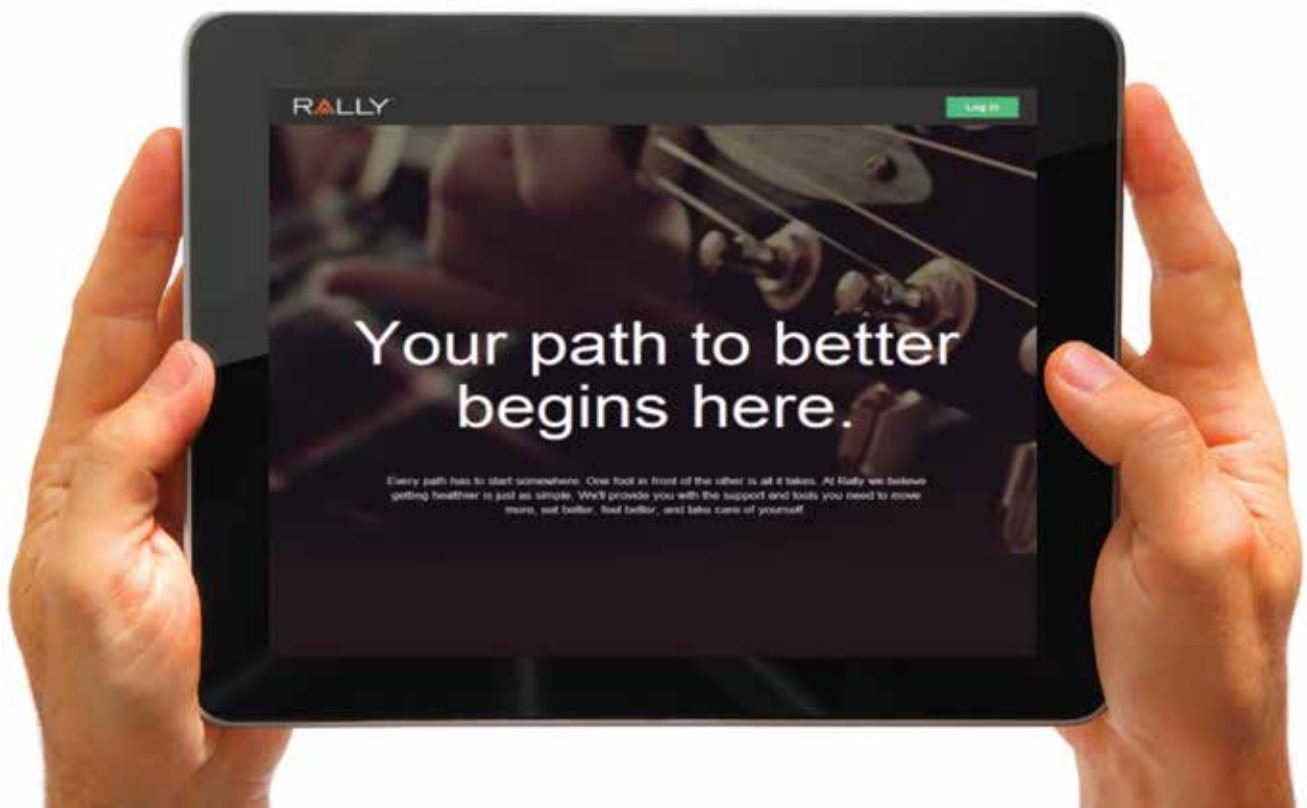 RALLY
Log in
Your path to better
begins here.
Every path has to start somewhere. One foot in front of the other is all it takes. At Rally we believe
getting healthier is just as simple. We'll provide you with the support and tools you need to move
more, eat better, feel better, and take care of yourself